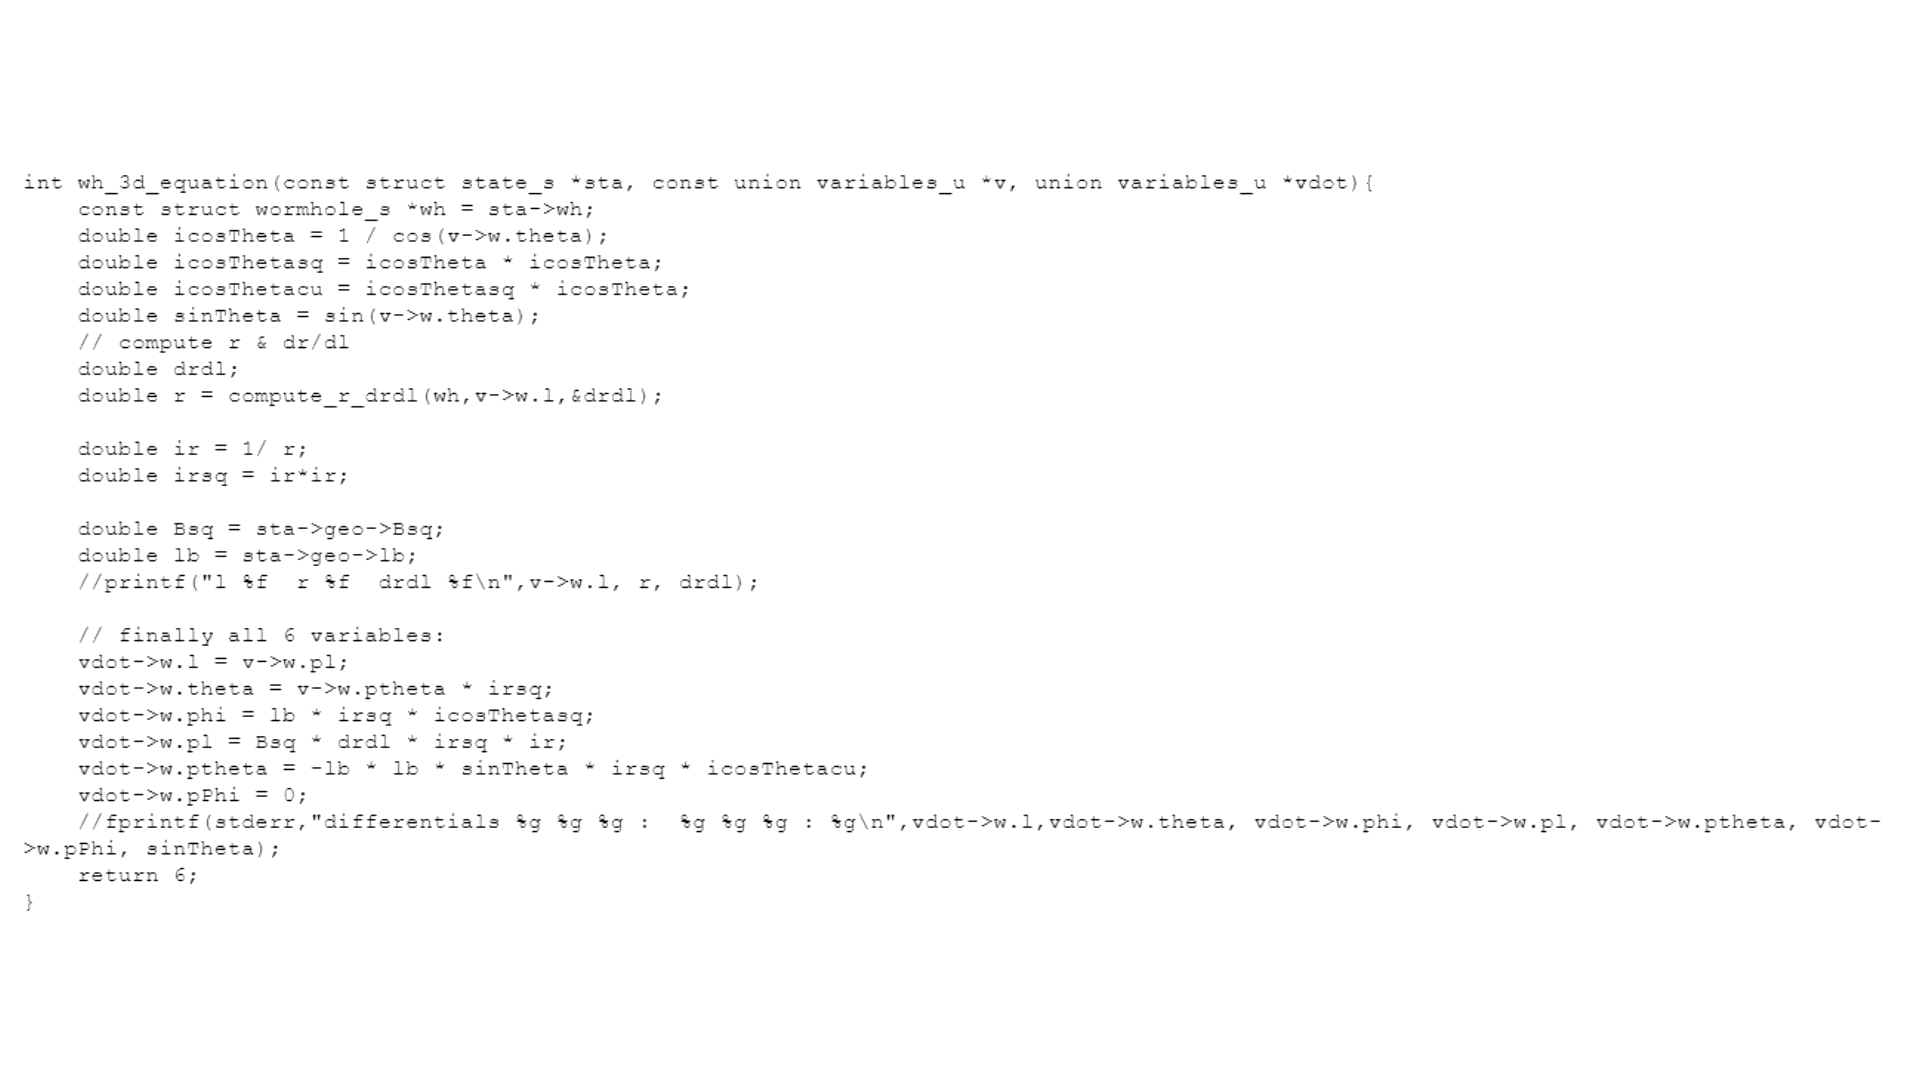 int wh_3d_equation(const struct state_s *sta, const union variables_u *v, union variables_u *vdot){
    const struct wormhole_s *wh = sta->wh;
    double icosTheta = 1 / cos(v->w.theta);
    double icosThetasq = icosTheta * icosTheta;
    double icosThetacu = icosThetasq * icosTheta;
    double sinTheta = sin(v->w.theta);
    // compute r & dr/dl
    double drdl;
    double r = compute_r_drdl(wh,v->w.l,&drdl);

    double ir = 1/ r;
    double irsq = ir*ir;

    double Bsq = sta->geo->Bsq;
    double lb = sta->geo->lb;
    //printf("l %f  r %f  drdl %f\n",v->w.l, r, drdl);

    // finally all 6 variables:
    vdot->w.l = v->w.pl;
    vdot->w.theta = v->w.ptheta * irsq;
    vdot->w.phi = lb * irsq * icosThetasq;
    vdot->w.pl = Bsq * drdl * irsq * ir;
    vdot->w.ptheta = -lb * lb * sinTheta * irsq * icosThetacu;
    vdot->w.pPhi = 0;
    //fprintf(stderr,"differentials %g %g %g :  %g %g %g : %g\n",vdot->w.l,vdot->w.theta, vdot->w.phi, vdot->w.pl, vdot->w.ptheta, vdot-
>w.pPhi, sinTheta);
    return 6;
}